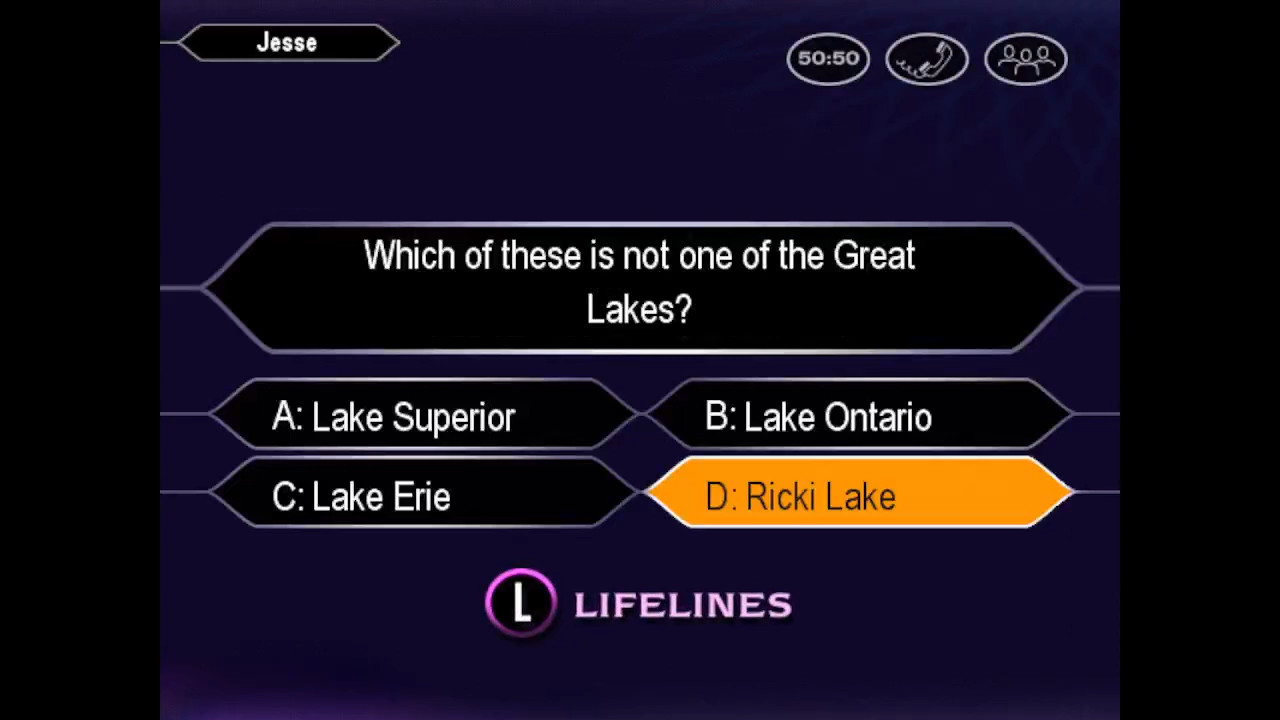 Jesse
50:50
Which of these is not one of the Great
Lakes?
A: Lake Superior
B: Lake Ontario
C: Lake Erie
D: Ricki Lake
L LIFELINES